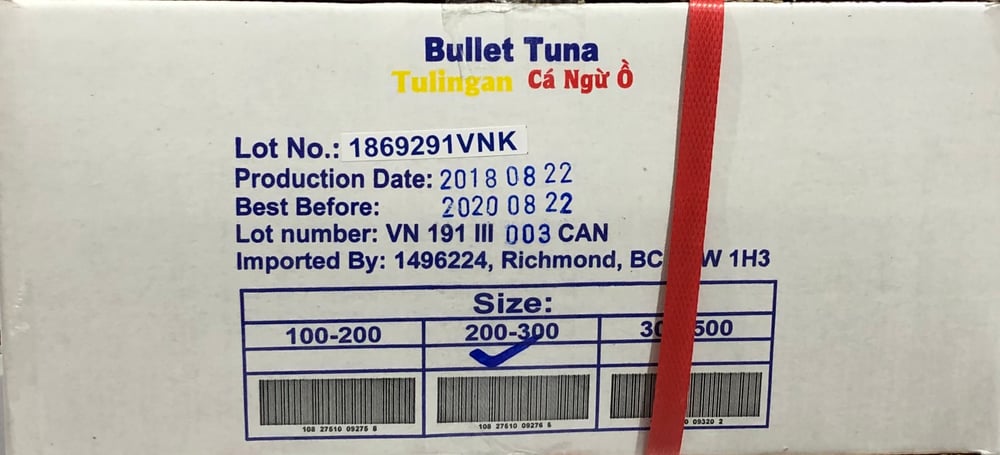 Bullet Tuna
Tulingan Cá Ngừ Ồ
Lot No.: 1869291VNK
Production Date: 2018 08 22
Best Before: 2020 08 22
Lot number: VN 191 III 003 CAN
Imported By: 1496224, Richmond, BC 1H3
Size:
100-200 200-300
108 27510 09275 8 108 27510 09276 5 09320 2